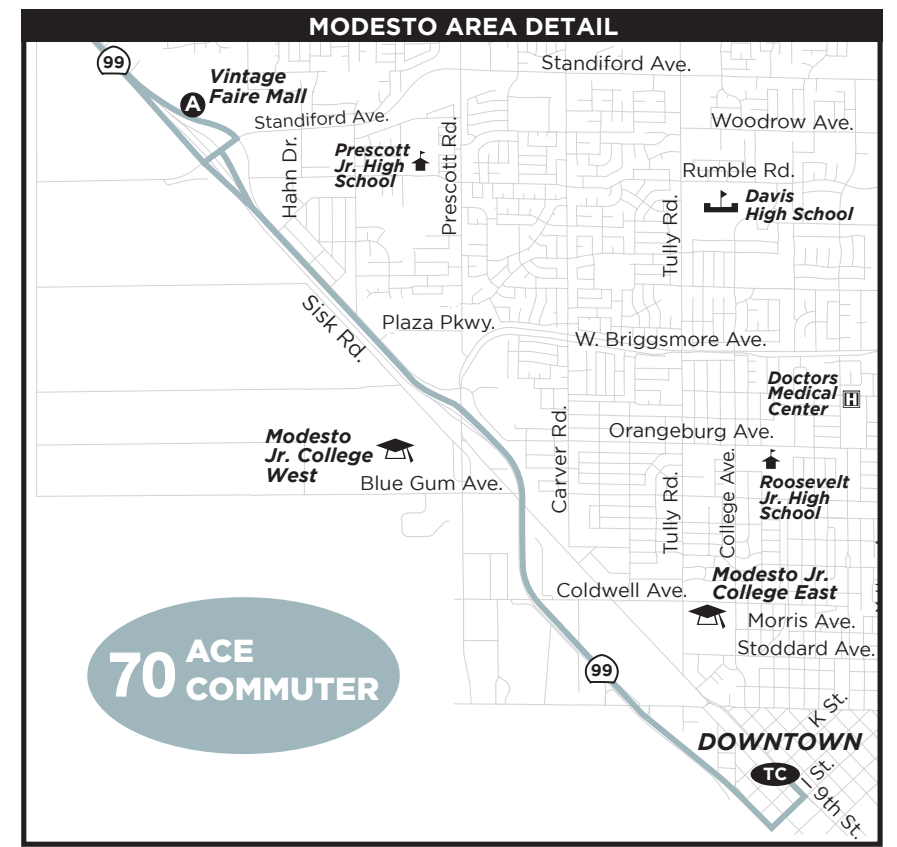 MODESTO AREA DETAIL
99
Vintage
Faire Mall
A
Standiford Ave.
Standiford Ave.
Woodrow Ave.
Prescott
Jr. High
School
Hahn Dr.
Prescott Rd.
Rumble Rd.
Davis
High School
Tully Rd.
Sisk Rd.
Plaza Pkwy.
W. Briggsmore Ave.
Doctors
Medical
Center
H
Carver Rd.
Orangeburg Ave.
Modesto
Jr. College
West
Blue Gum Ave.
Tully Rd.
College Ave.
Roosevelt
Jr. High
School
Coldwell Ave.
Modesto Jr.
College East
Morris Ave.
Stoddard Ave.
70 ACE
COMMUTER
99
K St.
DOWNTOWN
TC
I St.
9th St.